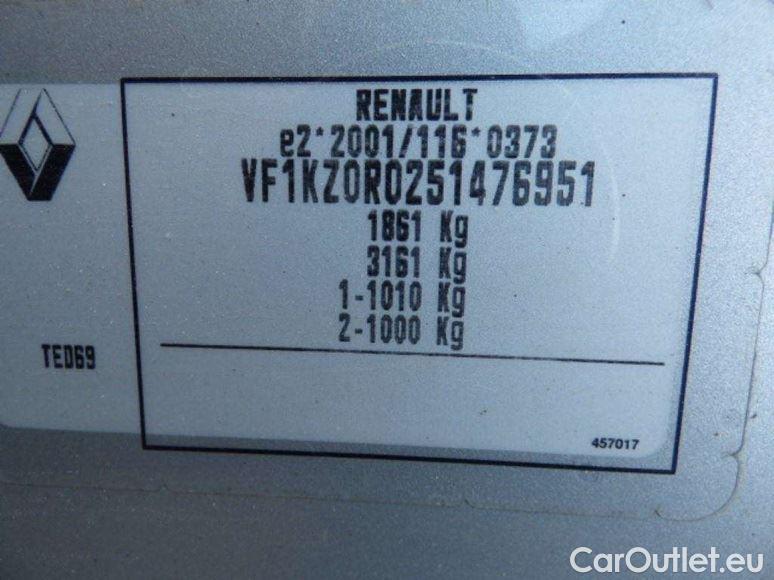 RENAULT
e2*2001/116*0373
VF1KZ0R0251476951
1861 Kg
3161 Kg
1-1010 Kg
2-1000 Kg
TED69
457017
CarOutlet.eu